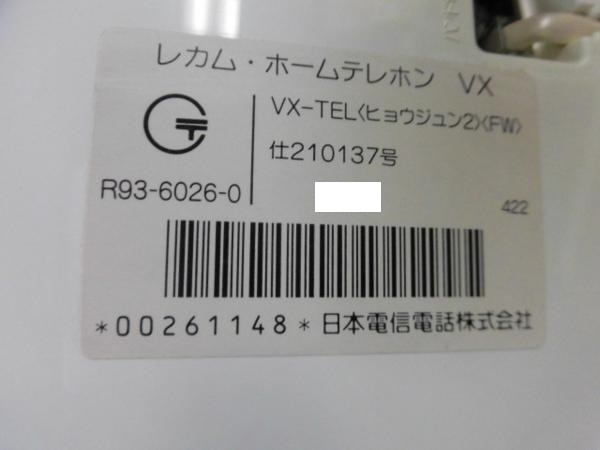 レカム・ホームテレホン VX
VX-TEL〈ヒョウジュン2〉〈FW〉
仕210137号
R93-6026-0
422
*00261148* 日本電信電話株式会社